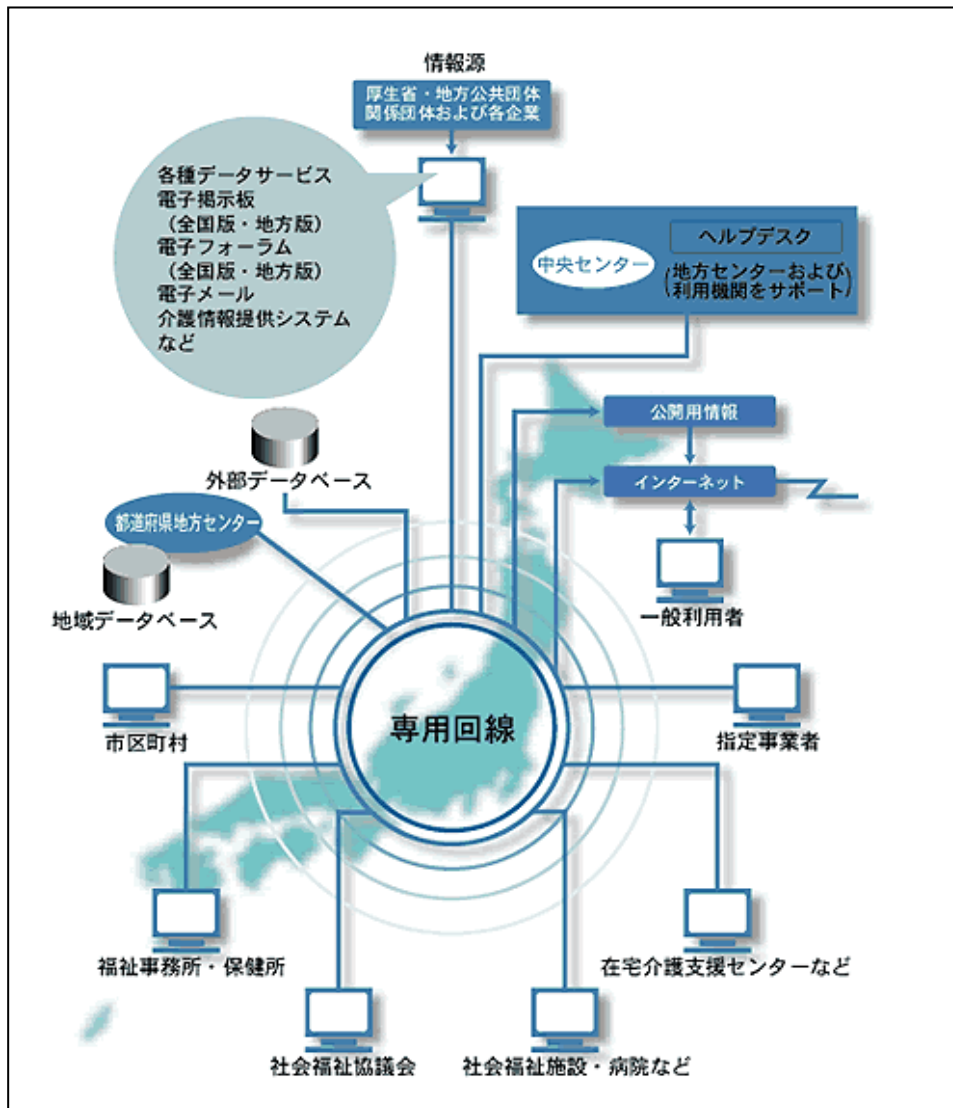 情報源
厚生省・地方公共団体
関係団体および各企業
各種データサービス
電子掲示板
（全国版・地方版）
電子フォーラム
（全国版・地方版）
電子メール
介護情報提供システム
など
中央センター
ヘルプデスク
(地方センターおよび
利用機関をサポート)
公開用情報
インターネット
一般利用者
外部データベース
都道府県地方センター
地域データベース
専用回線
市区町村
指定事業者
福祉事務所・保健所
在宅介護支援センターなど
社会福祉協議会
社会福祉施設・病院など